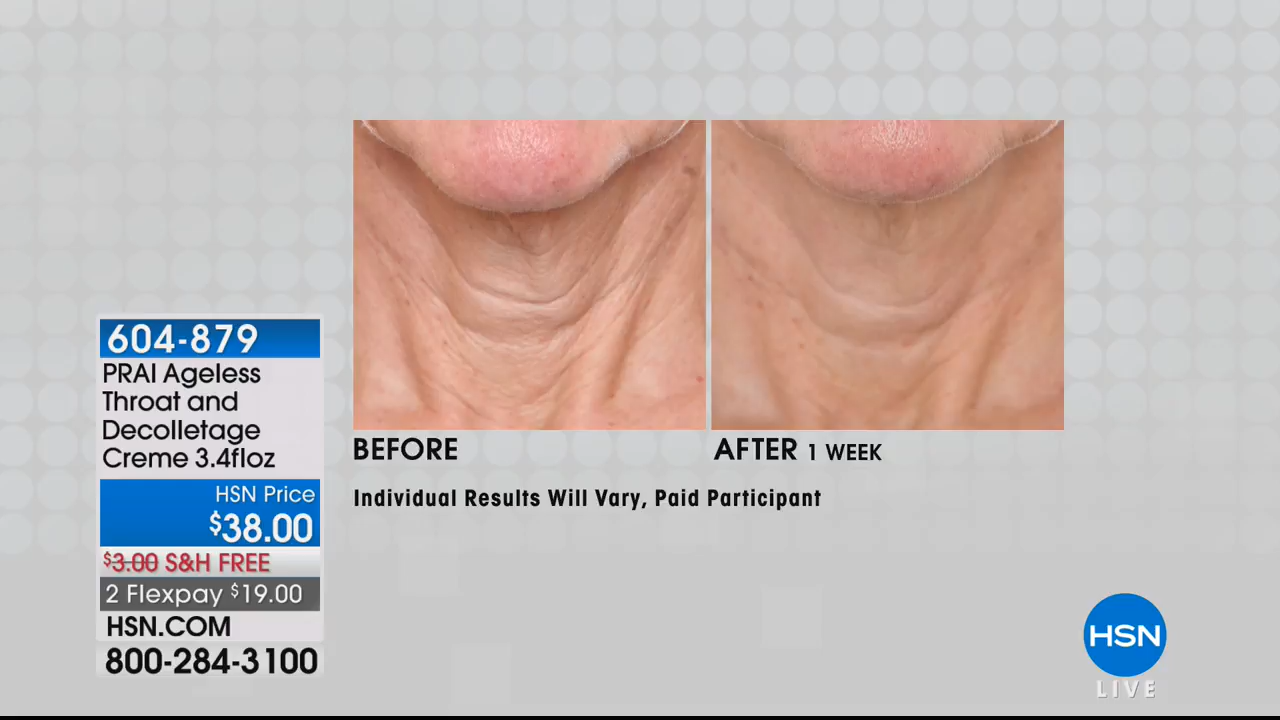 604-879
PRAI Ageless
Throat and
Decolletage
Creme 3.4floz
HSN Price
$38.00
$3.00 S&H FREE
2 Flexpay $19.00
HSN.COM
800-284-3100
BEFORE
AFTER 1 WEEK
Individual Results Will Vary, Paid Participant
HSN
LIVE